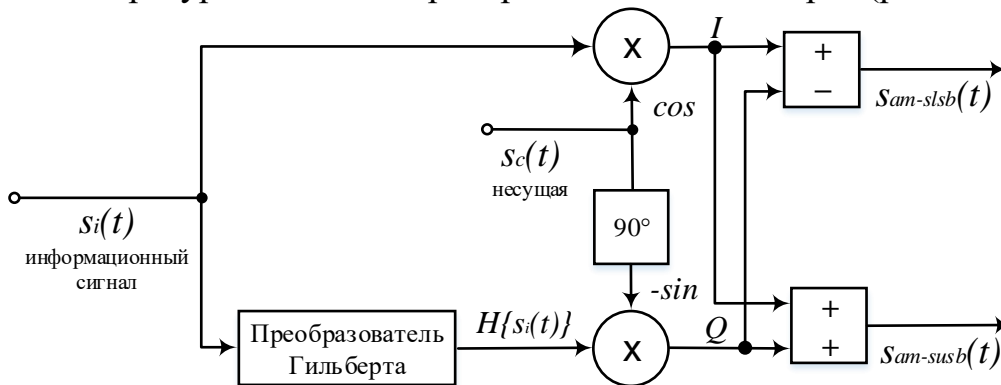 I
x
+
−
s_am-slsb(t)
cos
s_c(t)
несущая
s_i(t)
информационный
сигнал
90°
-sin
Преобразователь
Гильберта
H{s_i(t)}
x
Q
+
+
s_am-susb(t)